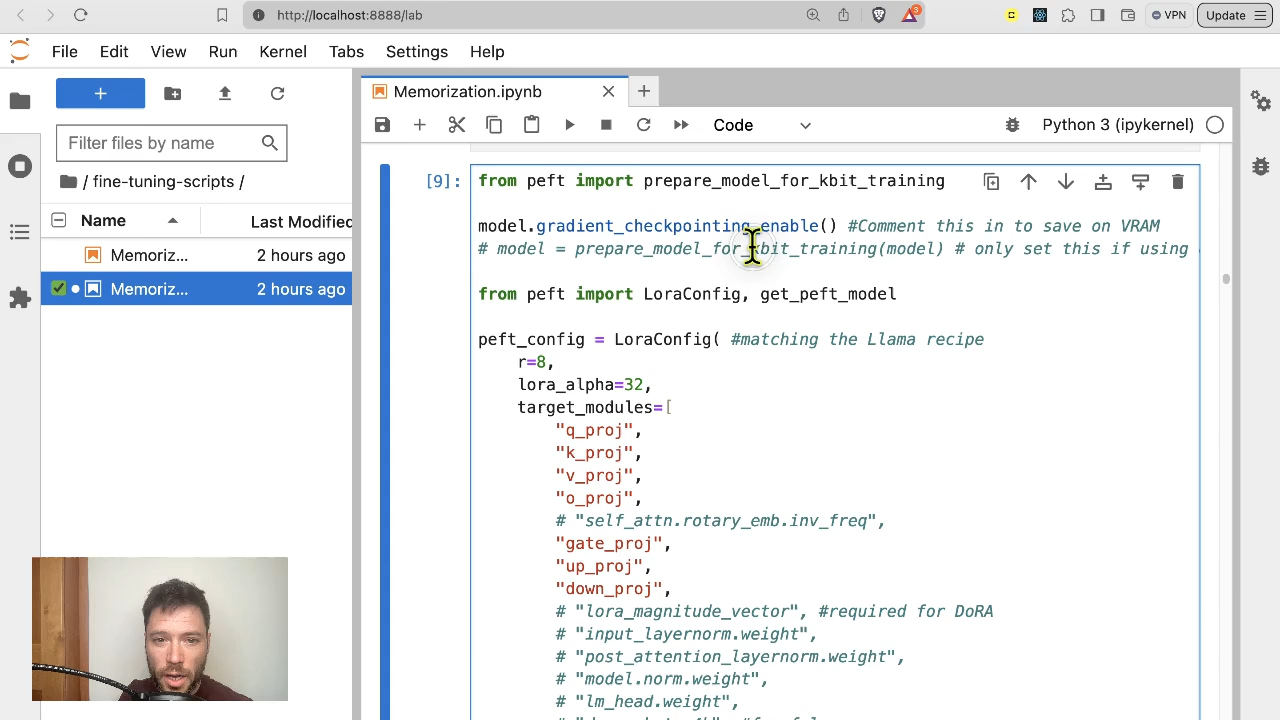 http://localhost:8888/lab
3
VPN
Update
File Edit View Run Kernel Tabs Settings Help
+
Memorization.ipynb
Filter files by name
Code
Python 3 (ipykernel)
/ fine-tuning-scripts /
Name
Last Modified
Memoriz... 2 hours ago
Memoriz... 2 hours ago
[9]:
from peft import prepare_model_for_kbit_training
model.gradient_checkpointing_enable() #Comment this in to save on VRAM
# model = prepare_model_for_kbit_training(model) # only set this if using
from peft import LoraConfig, get_peft_model
peft_config = LoraConfig( #matching the Llama recipe
r=8,
lora_alpha=32,
target_modules=[
"q_proj",
"k_proj",
"v_proj",
"o_proj",
# "self_attn.rotary_emb.inv_freq",
"gate_proj",
"up_proj",
"down_proj",
# "lora_magnitude_vector", #required for DoRA
# "input_layernorm.weight",
# "post_attention_layernorm.weight",
# "model.norm.weight",
# "lm_head.weight",